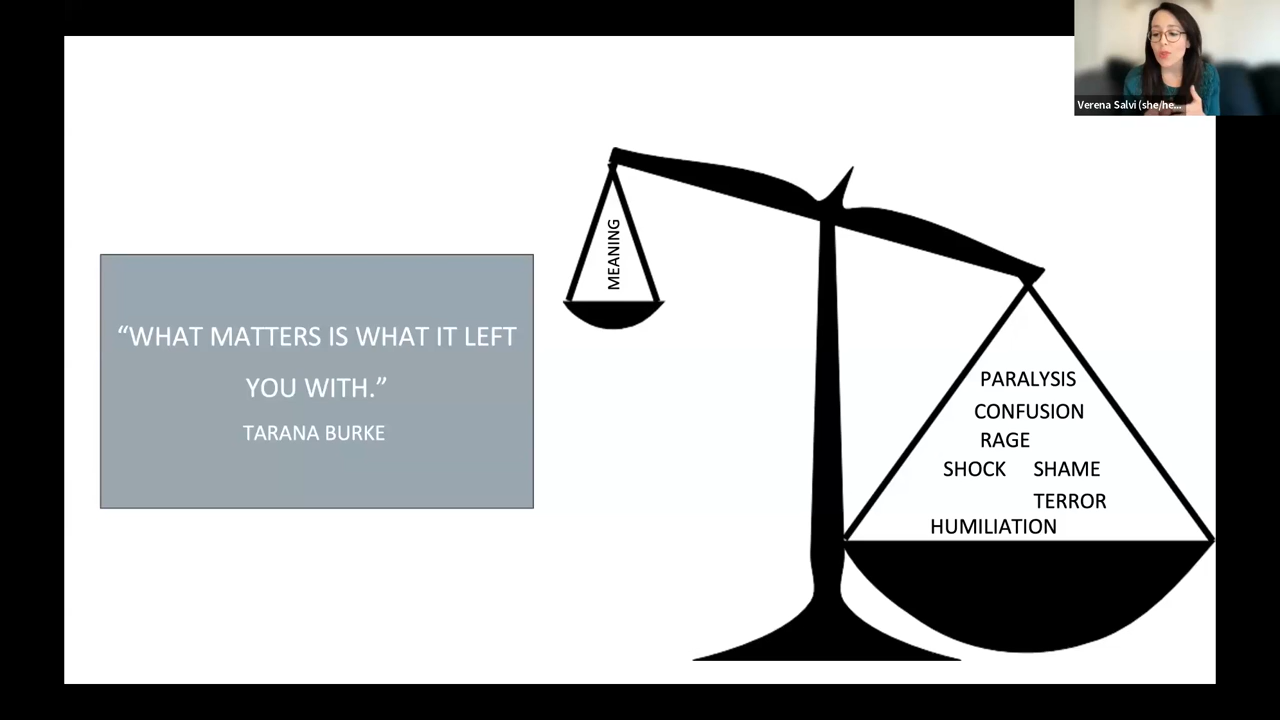 Verena Salvi (she/he...
MEANING
“WHAT MATTERS IS WHAT IT LEFT
YOU WITH.”
TARANA BURKE
PARALYSIS
CONFUSION
RAGE
SHOCK SHAME
TERROR
HUMILIATION